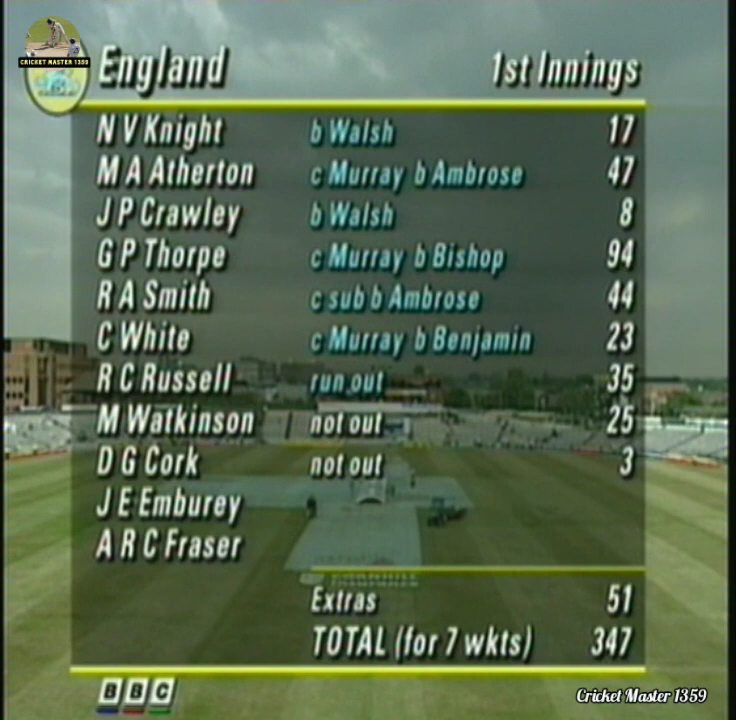 CRICKET MASTER 1359
England 1st Innings
N V Knight b Walsh 17
M A Atherton c Murray b Ambrose 47
J P Crawley b Walsh 8
G P Thorpe c Murray b Bishop 94
R A Smith c sub b Ambrose 44
C White c Murray b Benjamin 23
R C Russell run out 35
M Watkinson not out 25
D G Cork not out 3
J E Emburey
A R C Fraser
CORNHILL
Extras 51
TOTAL (for 7 wkts) 347
BBC
Cricket Master 1359